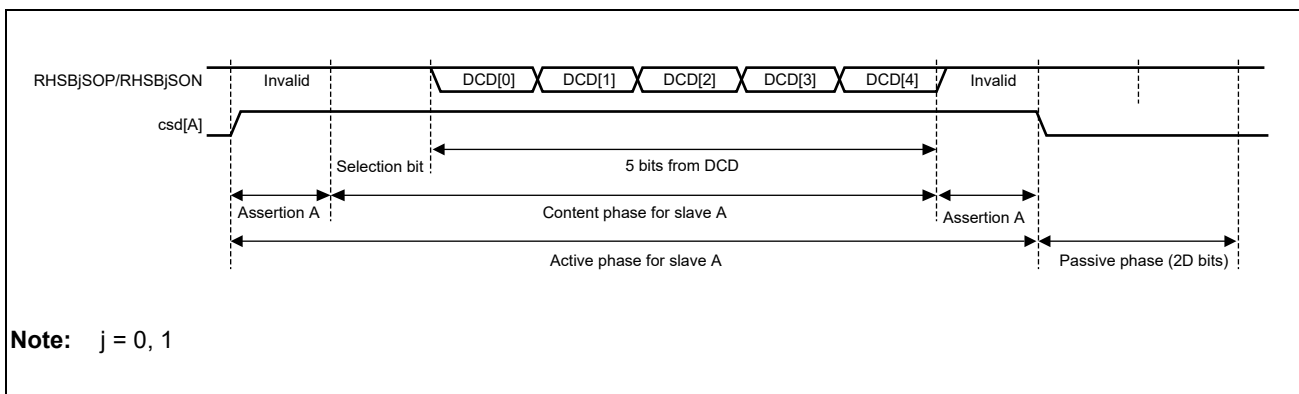 RHSBjSOP/RHSBjSON Invalid DCD[0] DCD[1] DCD[2] DCD[3] DCD[4] Invalid
csd[A]
Selection bit 5 bits from DCD
Assertion A Content phase for slave A Assertion A
Active phase for slave A Passive phase (2D bits)
Note: j = 0, 1